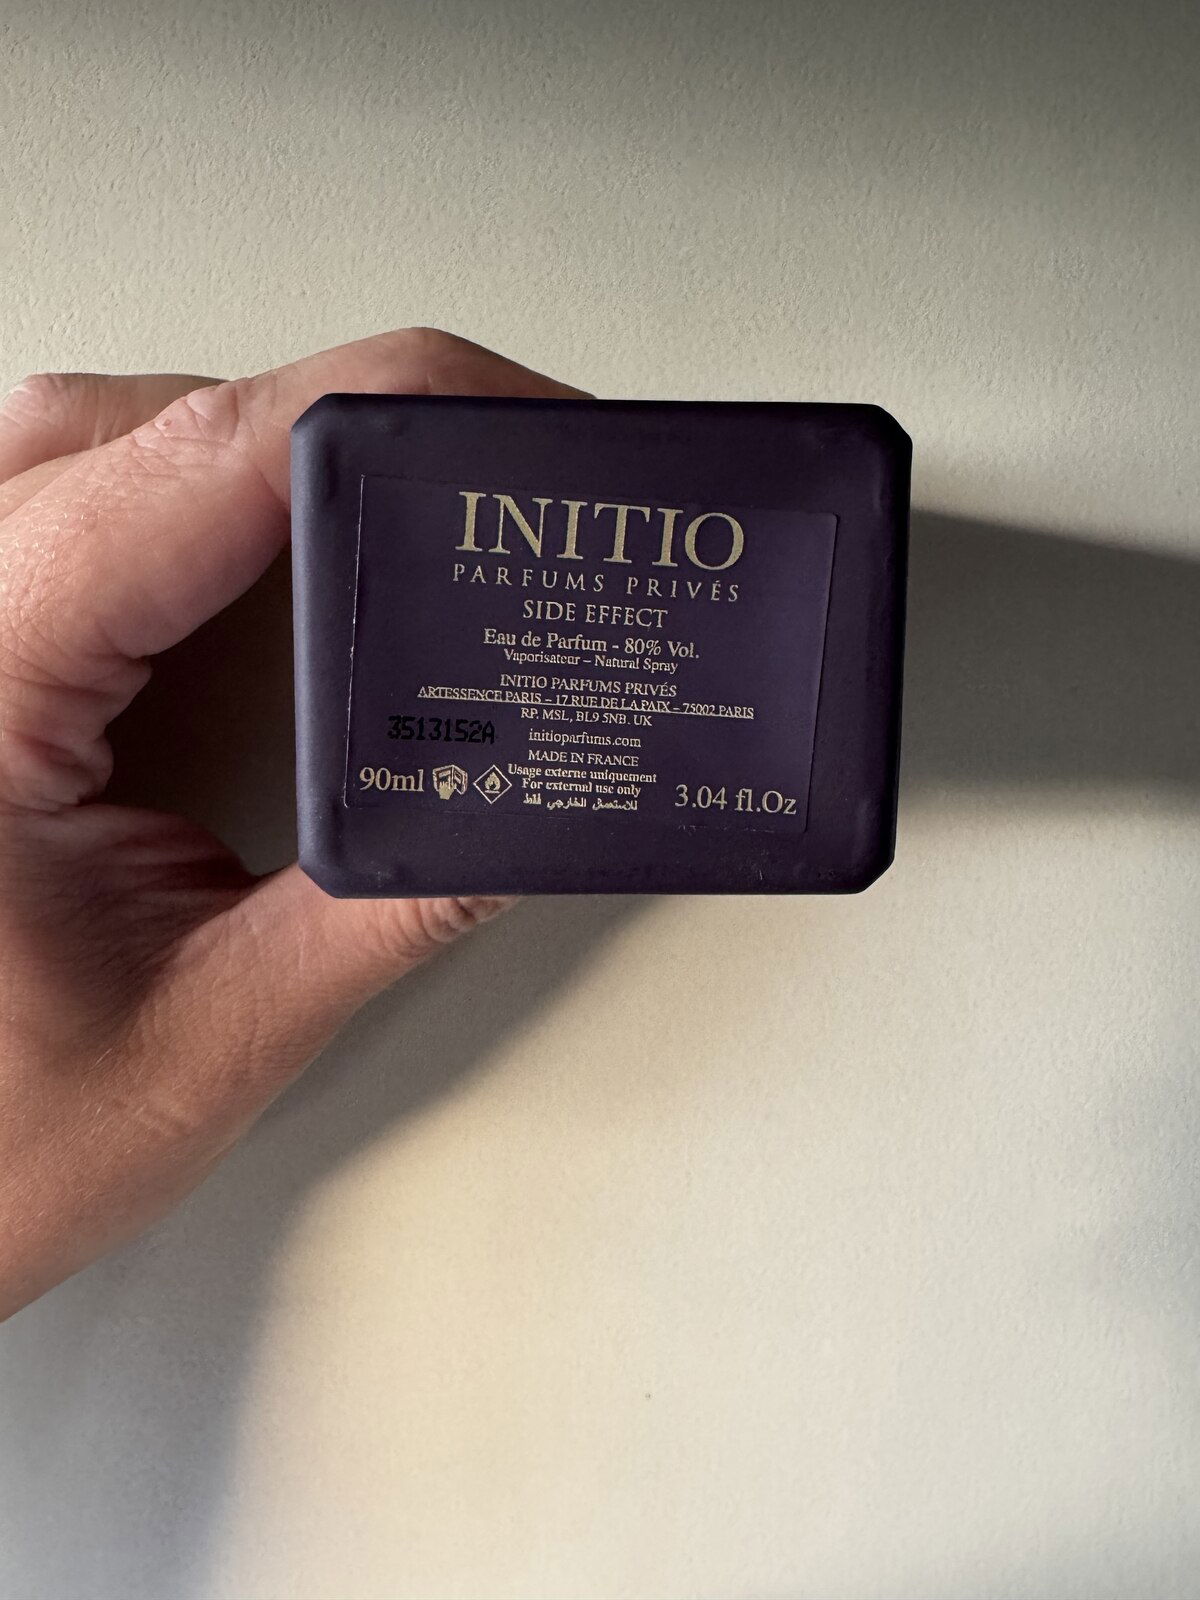 INITIO
PARFUMS PRIVÉS
SIDE EFFECT
Eau de Parfum - 80% Vol.
Vaporisateur – Natural Spray
INITIO PARFUMS PRIVÉS
ARTESSENCE PARIS – 17 RUE DE LA PAIX – 75002 PARIS
RP. MSL, BL9 5NB. UK
3513152A
initioparfums.com
MADE IN FRANCE
Usage externe uniquement
For external use only
للاستعمال الخارجي فقط
90ml
3.04 fl.Oz